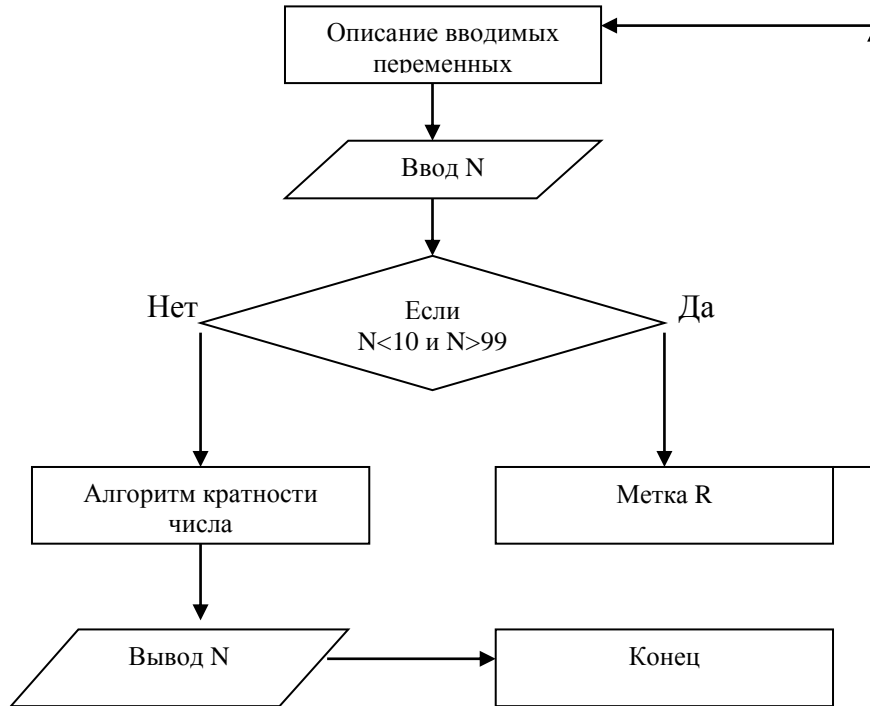 Описание вводимых
переменных
Ввод N
Нет
Если
Да
N<10 и N>99
Алгоритм кратности
числа
Метка R
Вывод N
Конец